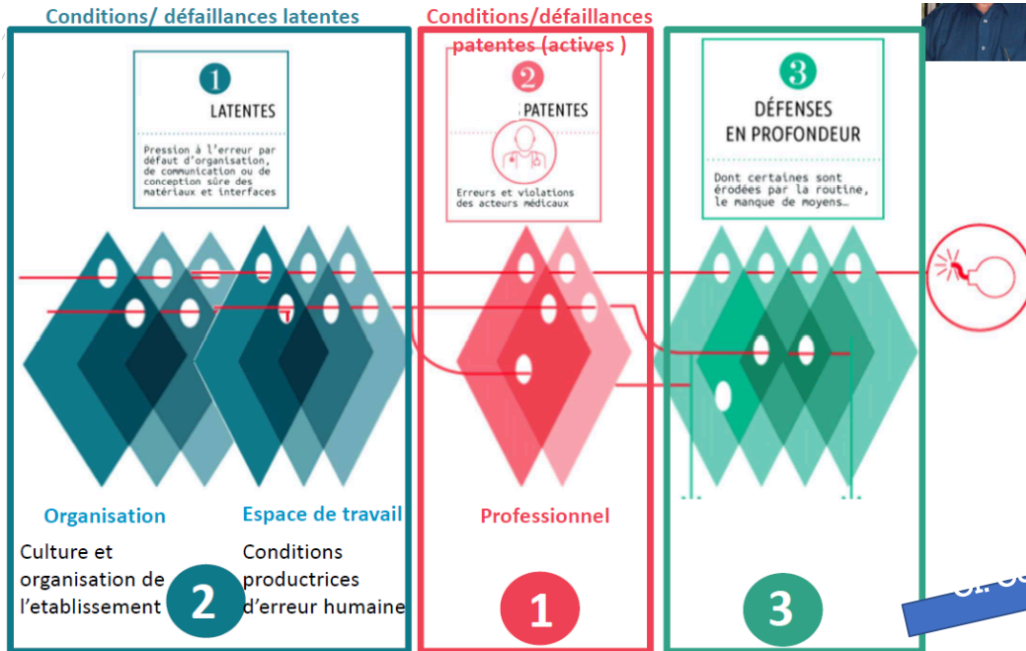 Conditions/ défaillances latentes
Conditions/défaillances
patentes (actives )
1
LATENTES
Pression à l'erreur par
défaut d'organisation,
de communication ou de
conception sûre des
matériaux et interfaces
2
PATENTES
Erreurs et violations
des acteurs médicaux
3
DÉFENSES
EN PROFONDEUR
Dont certaines sont
érodées par la routine,
le manque de moyens…
Organisation
Culture et
organisation de
l'etablissement
2
Espace de travail
Conditions
productrices
d'erreur humaine
Professionnel
1
3